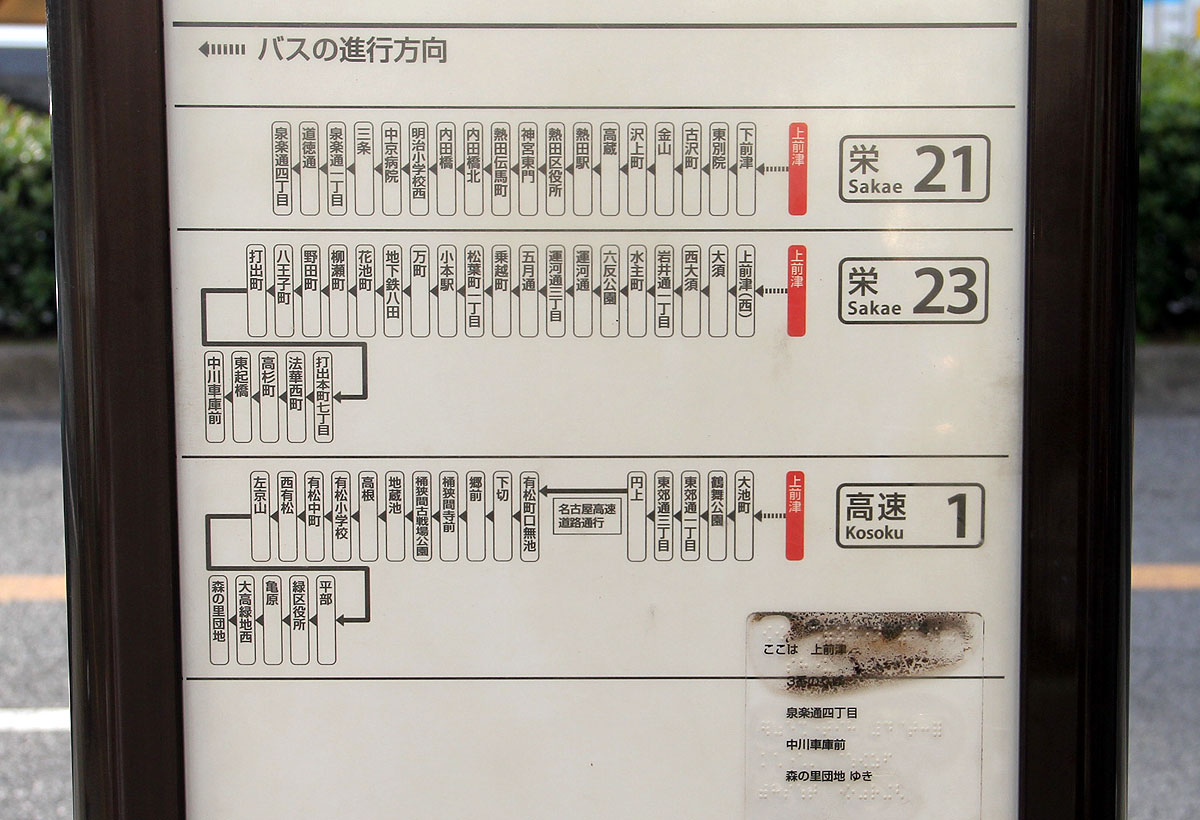 バスの進行方向
栄 21
Sakae
上前津
下前津
東別院
古沢町
金山
沢上町
高蔵
熱田駅
熱田区役所
神宮東門
熱田伝馬町
内田橋北
内田橋
明治小学校西
中京病院
三条
泉楽通一丁目
道徳通
泉楽通四丁目
栄 23
Sakae
上前津
上前津(西)
大須
西大須
岩井通一丁目
水主町
六反公園
運河通
運河通三丁目
五月通
乗越町
松葉町一丁目
小本駅
万町
地下鉄八田
花池町
柳瀬町
野田町
八王子町
打出町
打出本町七丁目
法華西町
高杉町
東起橋
中川車庫前
高速 1
Kosoku
上前津
大池町
鶴舞公園
東郊通一丁目
東郊通三丁目
円上
名古屋高速
道路通行
有松町口無池
下切
郷前
桶狭間寺前
桶狭間古戦場公園
地蔵池
高根
有松小学校
有松中町
西有松
左京山
平部
緑区役所
亀原
大高緑地西
森の里団地
ここは 上前津
泉楽通四丁目
中川車庫前
森の里団地 ゆき